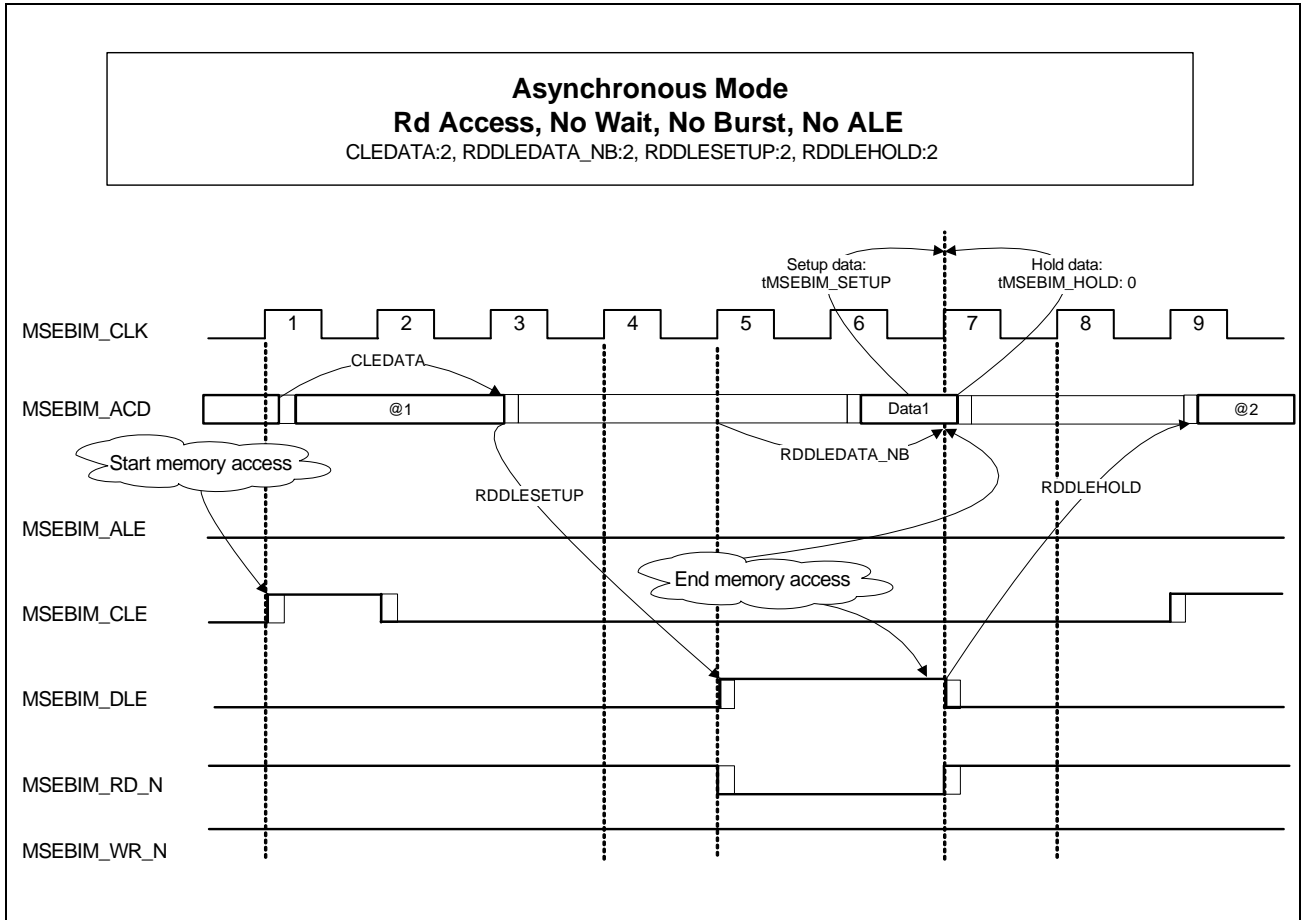 Asynchronous Mode
Rd Access, No Wait, No Burst, No ALE
CLEDATA:2, RDDLEDATA_NB:2, RDDLESETUP:2, RDDLEHOLD:2
Setup data:
tMSEBIM_SETUP
Hold data:
tMSEBIM_HOLD: 0
MSEBIM_CLK
1
2
3
4
5
6
7
8
9
CLEDATA
MSEBIM_ACD
@1
Data1
@2
RDDLEDATA_NB
Start memory access
RDDLESETUP
RDDLEHOLD
MSEBIM_ALE
End memory access
MSEBIM_CLE
MSEBIM_DLE
MSEBIM_RD_N
MSEBIM_WR_N